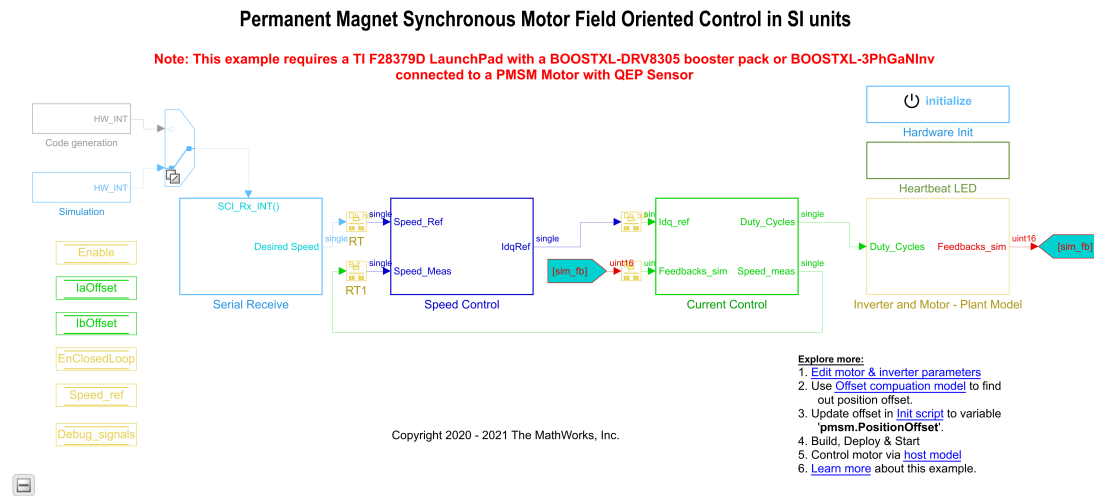 Permanent Magnet Synchronous Motor Field Oriented Control in SI units
Note: This example requires a TI F28379D LaunchPad with a BOOSTXL-DRV8305 booster pack or BOOSTXL-3PhGaNInv
connected to a PMSM Motor with QEP Sensor
HW_INT
Code generation
HW_INT
Simulation
initialize
Hardware Init
Heartbeat LED
SCI_Rx_INT()
Desired Speed
Serial Receive
single
RT
single
RT1
single
Speed_Ref
Speed_Meas
IdqRef
Speed Control
single
[sim_fb]
uint16
Idq_ref
Feedbacks_sim
Duty_Cycles
Speed_meas
Current Control
single
single
Duty_Cycles
Feedbacks_sim
Inverter and Motor - Plant Model
uint16
[sim_fb]
Enable
IaOffset
IbOffset
EnClosedLoop
Speed_ref
Debug_signals
Explore more:
1. Edit motor & inverter parameters
2. Use Offset compuation model to find
out position offset.
3. Update offset in Init script to variable
'pmsm.PositionOffset'.
4. Build, Deploy & Start
5. Control motor via host model
6. Learn more about this example.
Copyright 2020 - 2021 The MathWorks, Inc.